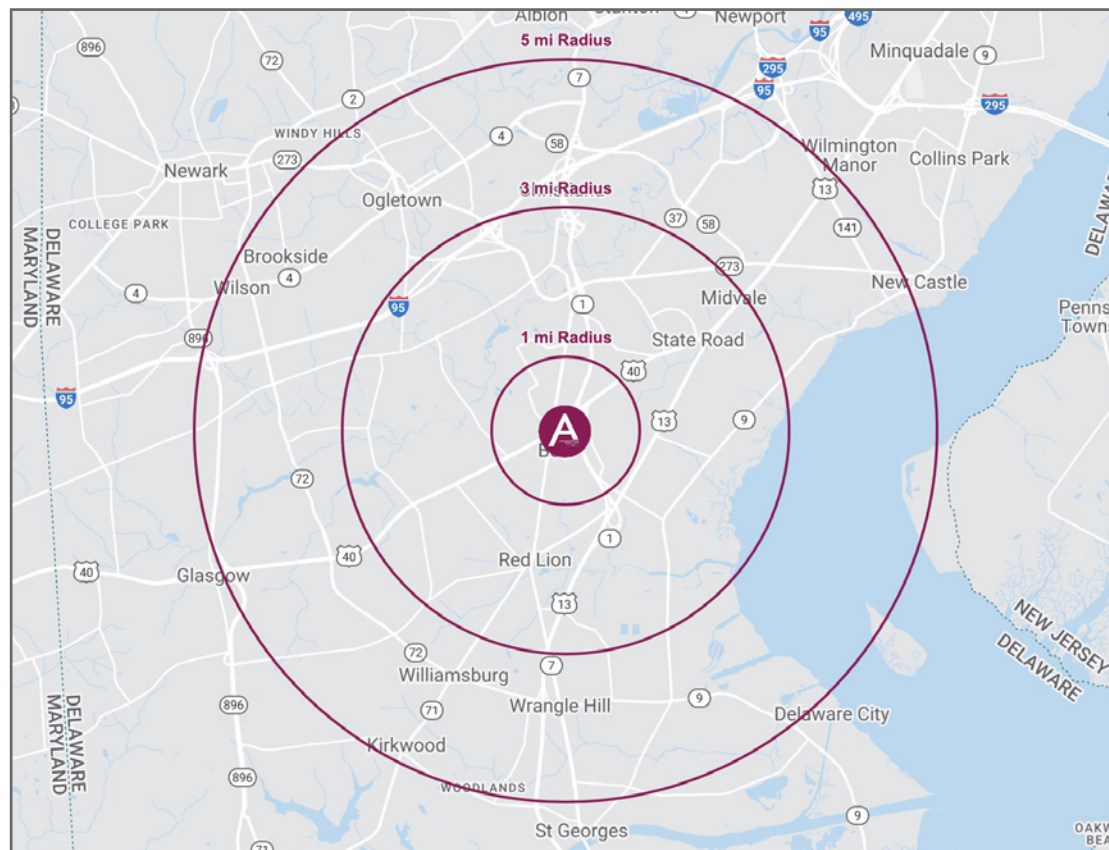 Albion
Newport
495
95
896
5 mi Radius
Minquadale
9
72
7
295
95
295
2
WINDY HILLS
4
58
Wilmington
Manor
Collins Park
Newark
273
3 mi Radius
Ogletown
13
COLLEGE PARK
37
58
141
DELAWARE
MARYLAND
Brookside
4
273
New Castle
Wilson
4
95
1
Midvale
896
1 mi Radius
State Road
40
95
13
9
A
72
1
40
40
Red Lion
Glasgow
13
NEW JERSEY
DELAWARE
72
7
Williamsburg
9
DELAWARE
MARYLAND
896
71
Wrangle Hill
Delaware City
Kirkwood
896
WOODLANDS
9
St Georges
71